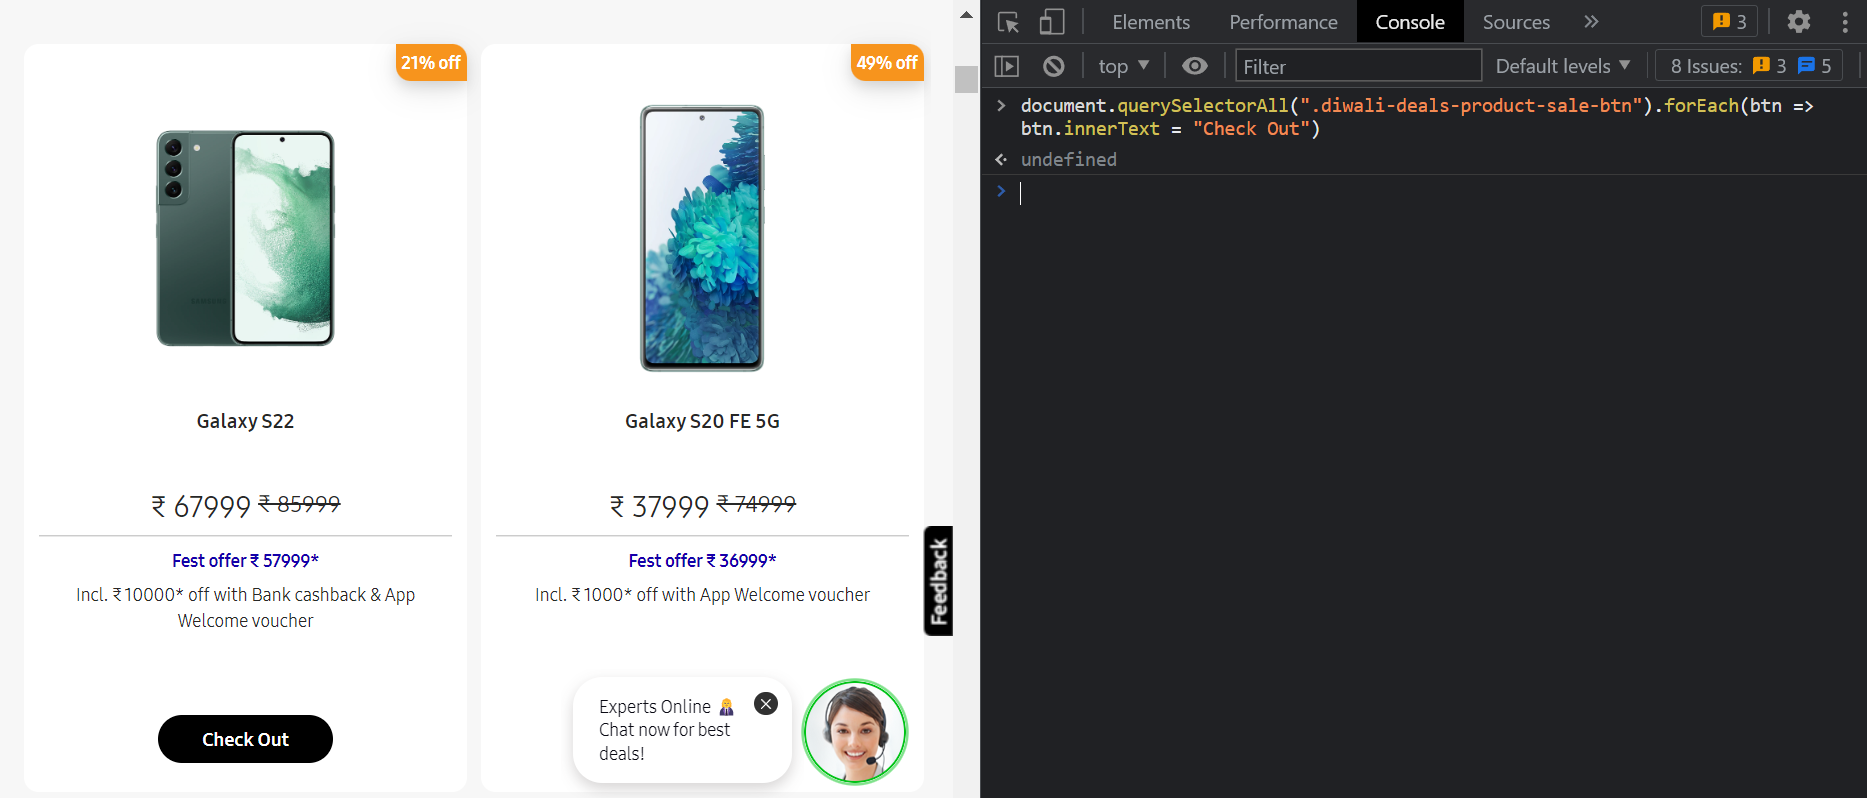 21% off
Galaxy S22
₹ 67999 ₹ 85999
Fest offer ₹ 57999*
Incl. ₹ 10000* off with Bank cashback & App
Welcome voucher
Check Out
49% off
Galaxy S20 FE 5G
₹ 37999 ₹ 74999
Fest offer ₹ 36999*
Incl. ₹ 1000* off with App Welcome voucher
Experts Online
Chat now for best
deals!
Feedback
Elements Performance Console Sources 3
top Filter Default levels 8 Issues: 3 5
document.querySelectorAll(".diwali-deals-product-sale-btn").forEach(btn =>
btn.innerText = "Check Out")
undefined